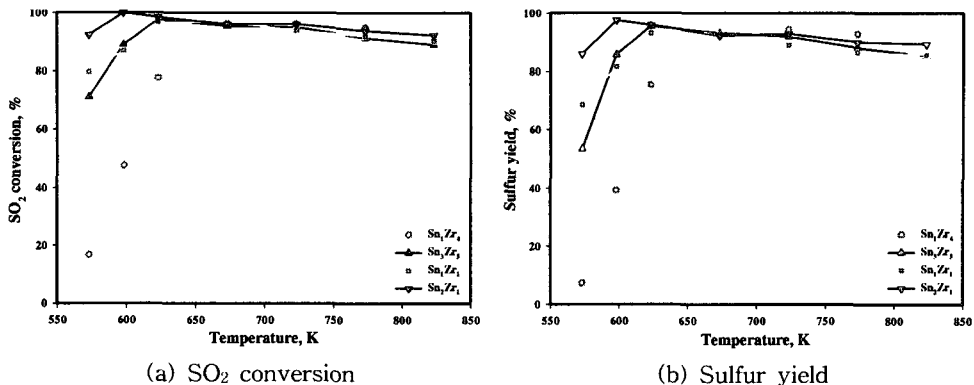 100
80
60
40
20
0
SO₂ conversion, %
Sn₁Zr₄
Sn₃Zr₅
Sn₁Zr₁
Sn₂Zr₁
550 600 650 700 750 800 850
Temperature, K
(a) SO₂ conversion
100
80
60
40
20
0
Sulfur yield, %
Sn₁Zr₄
Sn₃Zr₅
Sn₁Zr₁
Sn₂Zr₁
550 600 650 700 750 800 850
Temperature, K
(b) Sulfur yield